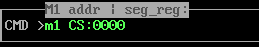 M1 addr | seg_reg:
CMD >m1 CS:0000